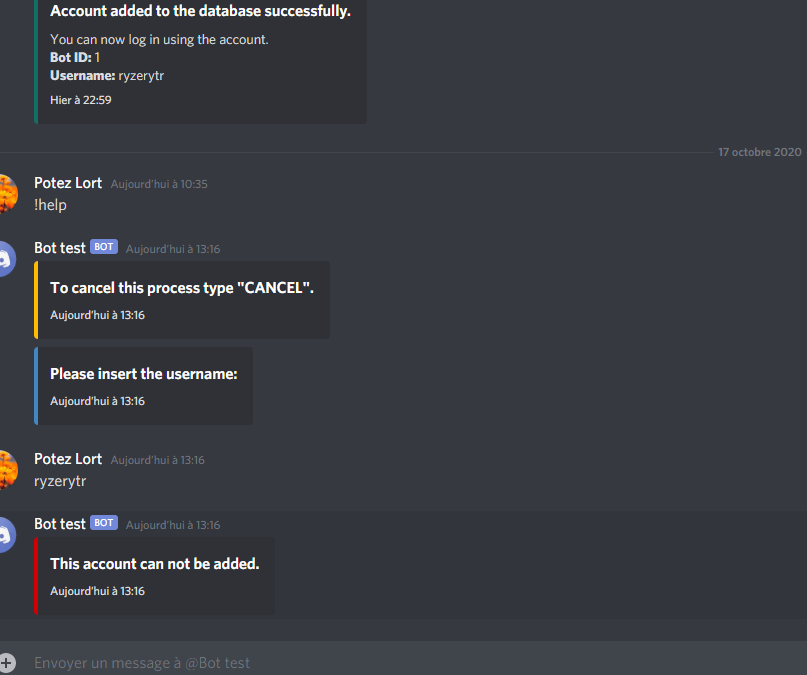 Account added to the database successfully.
You can now log in using the account.
Bot ID: 1
Username: ryzerytr
Hier à 22:59
17 octobre 2020
Potez Lort Aujourd'hui à 10:35
!help
Bot test BOT Aujourd'hui à 13:16
To cancel this process type "CANCEL".
Aujourd'hui à 13:16
Please insert the username:
Aujourd'hui à 13:16
Potez Lort Aujourd'hui à 13:16
ryzerytr
Bot test BOT Aujourd'hui à 13:16
This account can not be added.
Aujourd'hui à 13:16
Envoyer un message à @Bot test